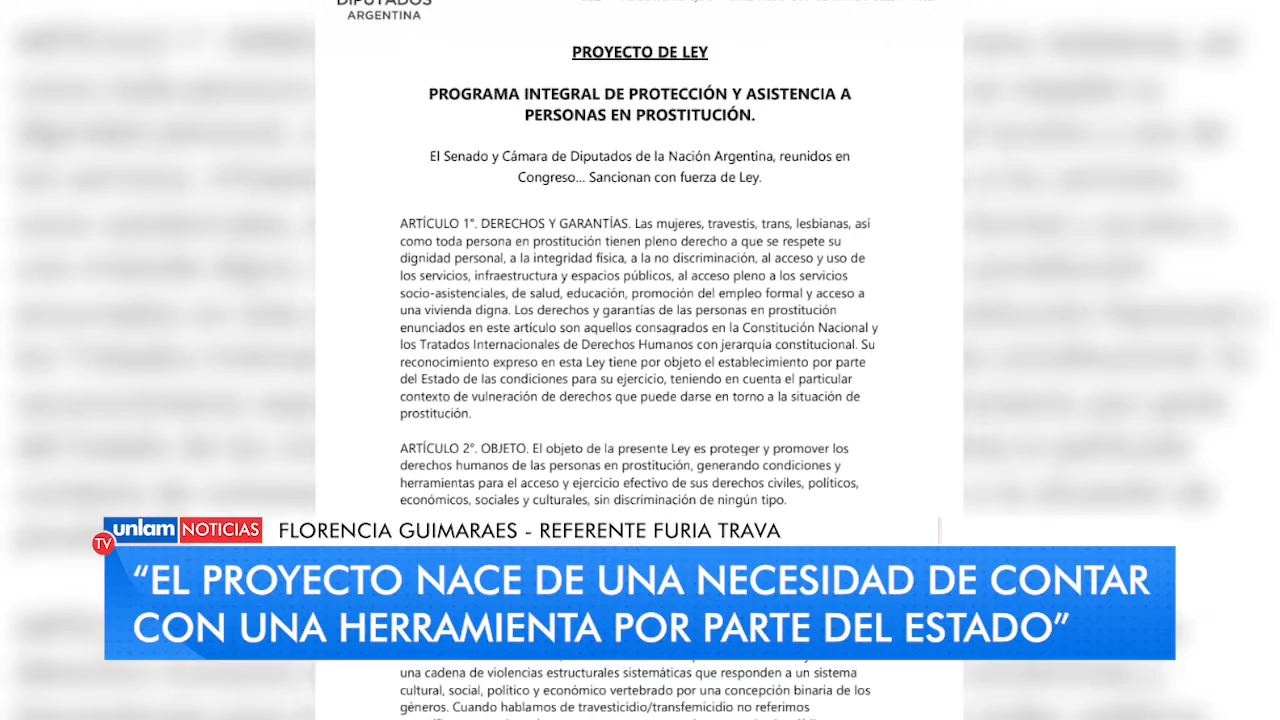 DIPUTADOS
ARGENTINA
PROYECTO DE LEY
PROGRAMA INTEGRAL DE PROTECCIÓN Y ASISTENCIA A
PERSONAS EN PROSTITUCIÓN.
El Senado y Cámara de Diputados de la Nación Argentina, reunidos en
Congreso... Sancionan con fuerza de Ley.
ARTÍCULO 1°. DERECHOS Y GARANTÍAS. Las mujeres, travestis, trans, lesbianas, así
como toda persona en prostitución tienen pleno derecho a que se respete su
dignidad personal, a la integridad física, a la no discriminación, al acceso y uso de
los servicios, infraestructura y espacios públicos, al acceso pleno a los servicios
socio-asistenciales, de salud, educación, promoción del empleo formal y acceso a
una vivienda digna. Los derechos y garantías de las personas en prostitución
enunciados en este artículo son aquellos consagrados en la Constitución Nacional y
los Tratados Internacionales de Derechos Humanos con jerarquía constitucional. Su
reconocimiento expreso en esta Ley tiene por objeto el establecimiento por parte
del Estado de las condiciones para su ejercicio, teniendo en cuenta el particular
contexto de vulneración de derechos que puede darse en torno a la situación de
prostitución.
ARTÍCULO 2°. OBJETO. El objeto de la presente Ley es proteger y promover los
derechos humanos de las personas en prostitución, generando condiciones y
herramientas para el acceso y ejercicio efectivo de sus derechos civiles, políticos,
económicos, sociales y culturales, sin discriminación de ningún tipo.
unlam NOTICIAS FLORENCIA GUIMARAES - REFERENTE FURIA TRAVA
TV
“EL PROYECTO NACE DE UNA NECESIDAD DE CONTAR
CON UNA HERRAMIENTA POR PARTE DEL ESTADO”
una cadena de violencias estructurales sistemáticas que responden a un sistema
cultural, social, político y económico vertebrado por una concepción binaria de los
géneros. Cuando hablamos de travesticidio/transfemicidio no referimos